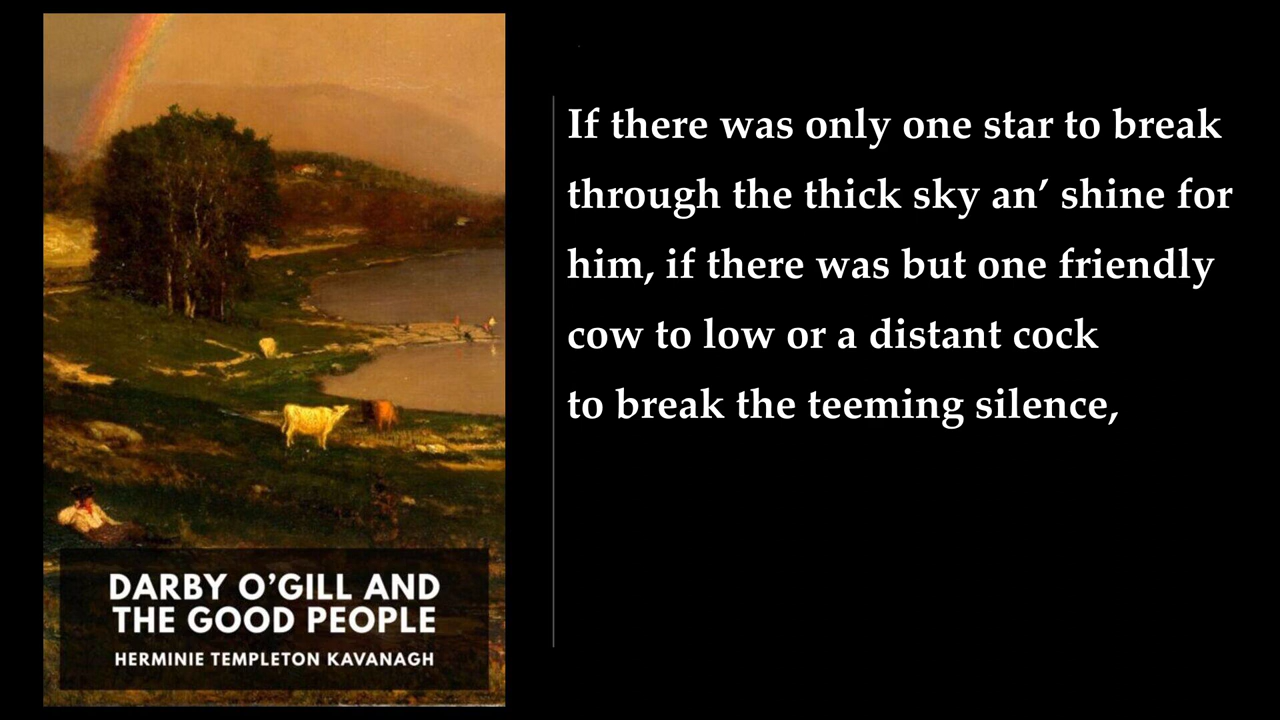 DARBY O’GILL AND
THE GOOD PEOPLE
HERMINIE TEMPLETON KAVANAGH
If there was only one star to break
through the thick sky an’ shine for
him, if there was but one friendly
cow to low or a distant cock
to break the teeming silence,